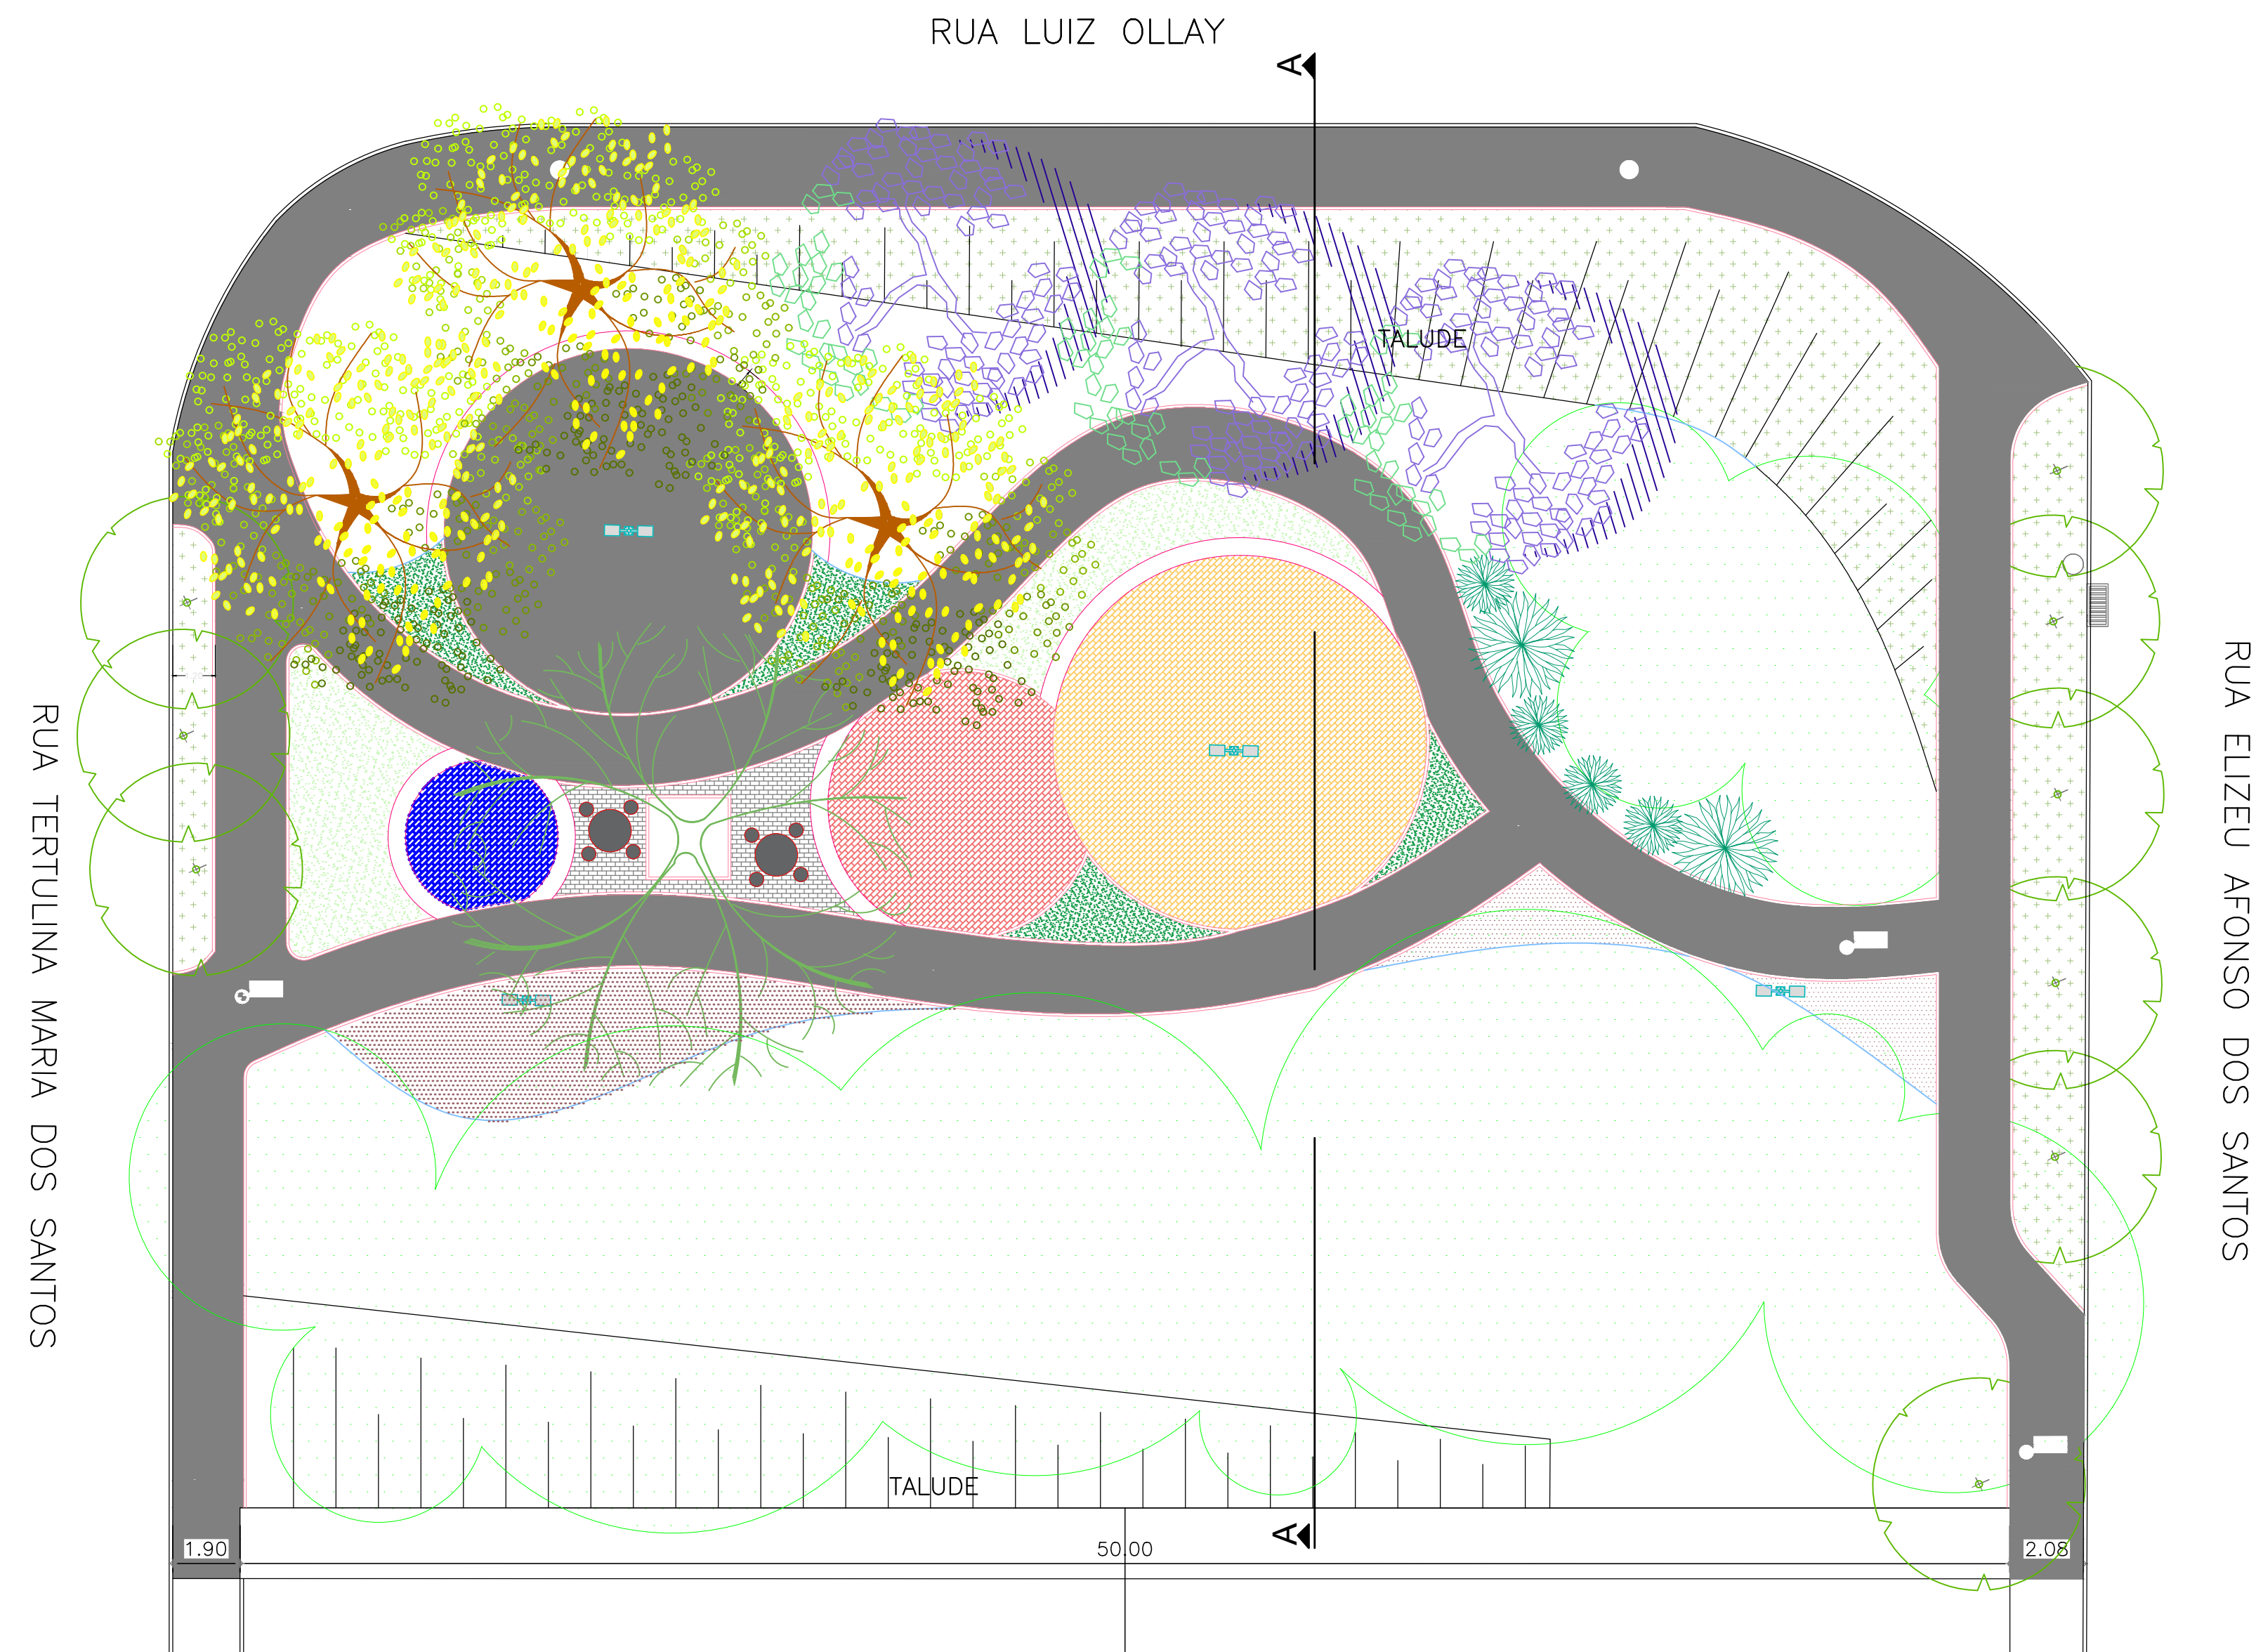 RUA LUIZ OLLAY
A
TALUDE
RUA TERTULINA MARIA DOS SANTOS
RUA ELIZEU AFONSO DOS SANTOS
TALUDE
A
1.90
50.00
2.08